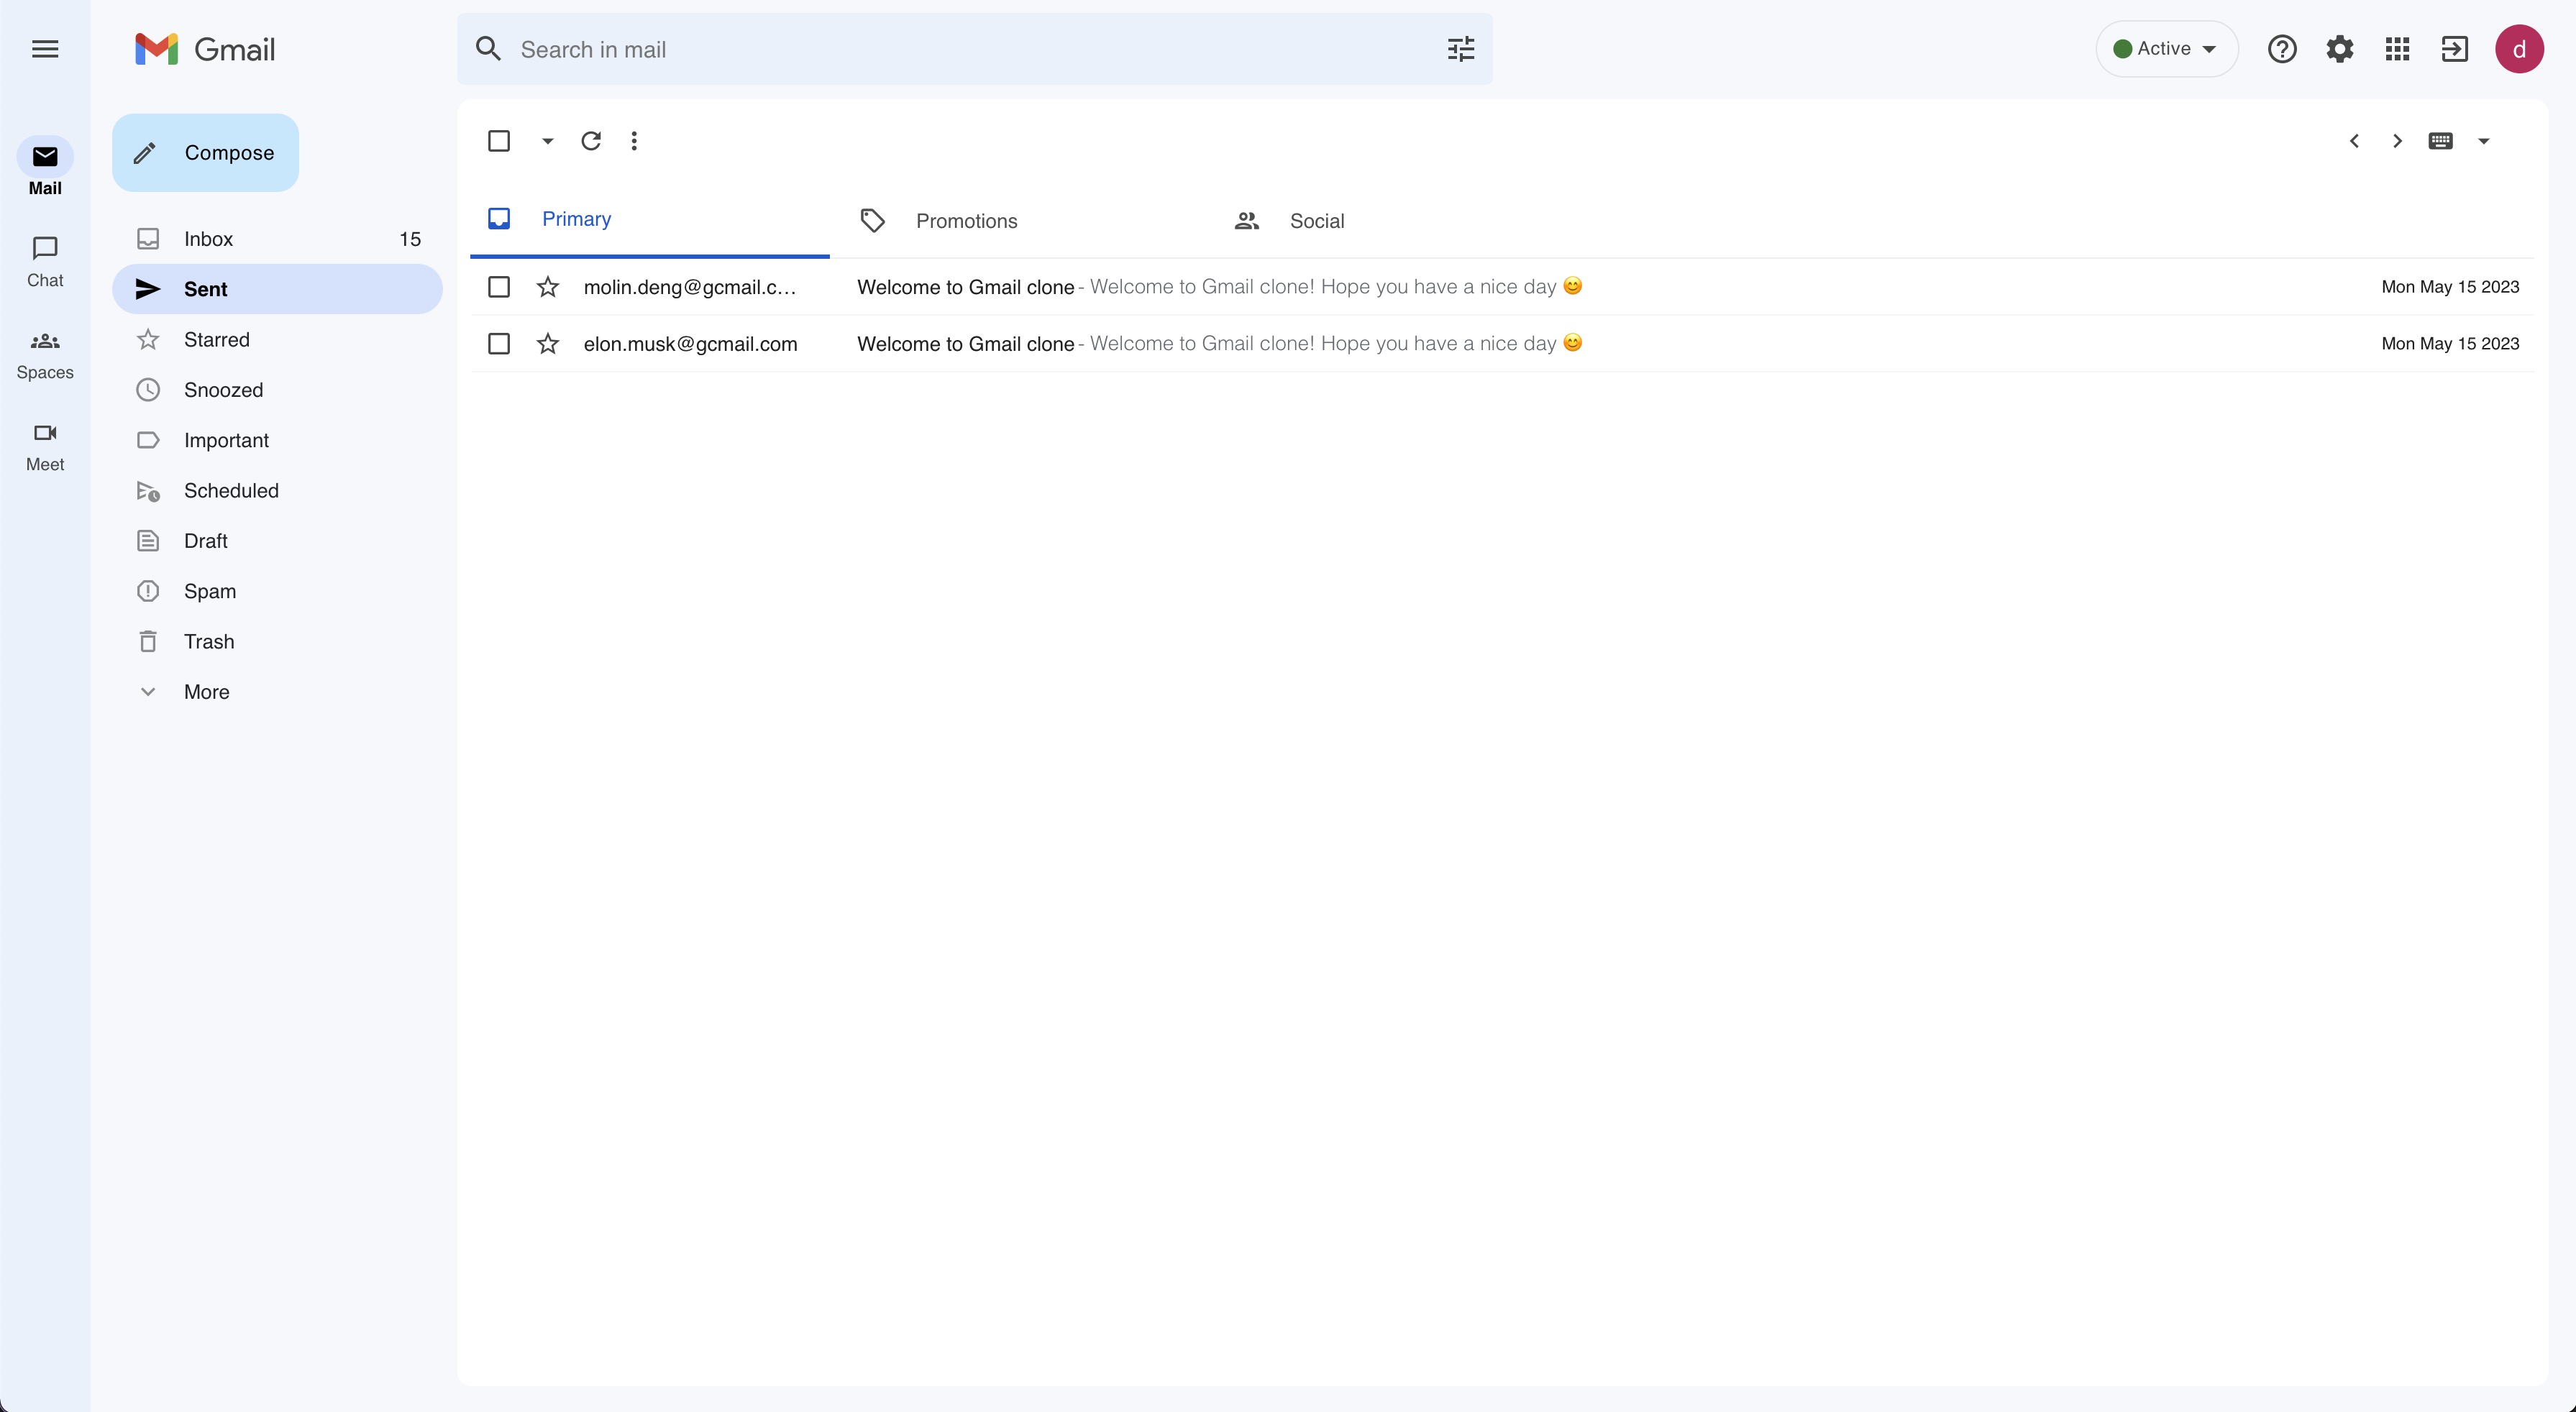 Gmail
Search in mail
Active
d
Mail
Chat
Spaces
Meet
Compose
Inbox 15
Sent
Starred
Snoozed
Important
Scheduled
Draft
Spam
Trash
More
Primary Promotions Social
molin.deng@gcmail.c... Welcome to Gmail clone - Welcome to Gmail clone! Hope you have a nice day 😊 Mon May 15 2023
elon.musk@gcmail.com Welcome to Gmail clone - Welcome to Gmail clone! Hope you have a nice day 😊 Mon May 15 2023